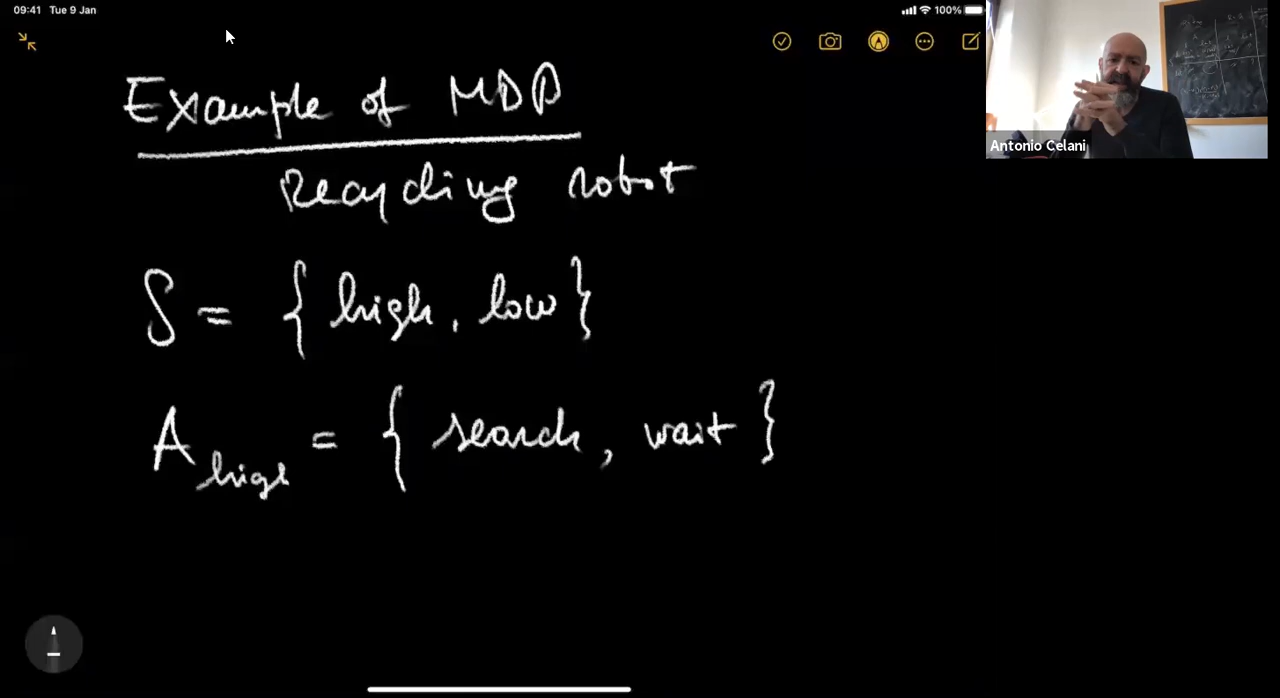 09:41 Tue 9 Jan 100%
Example of MDP
Recycling robot
S = { high, low }
A high = { search, wait }
Antonio Celani